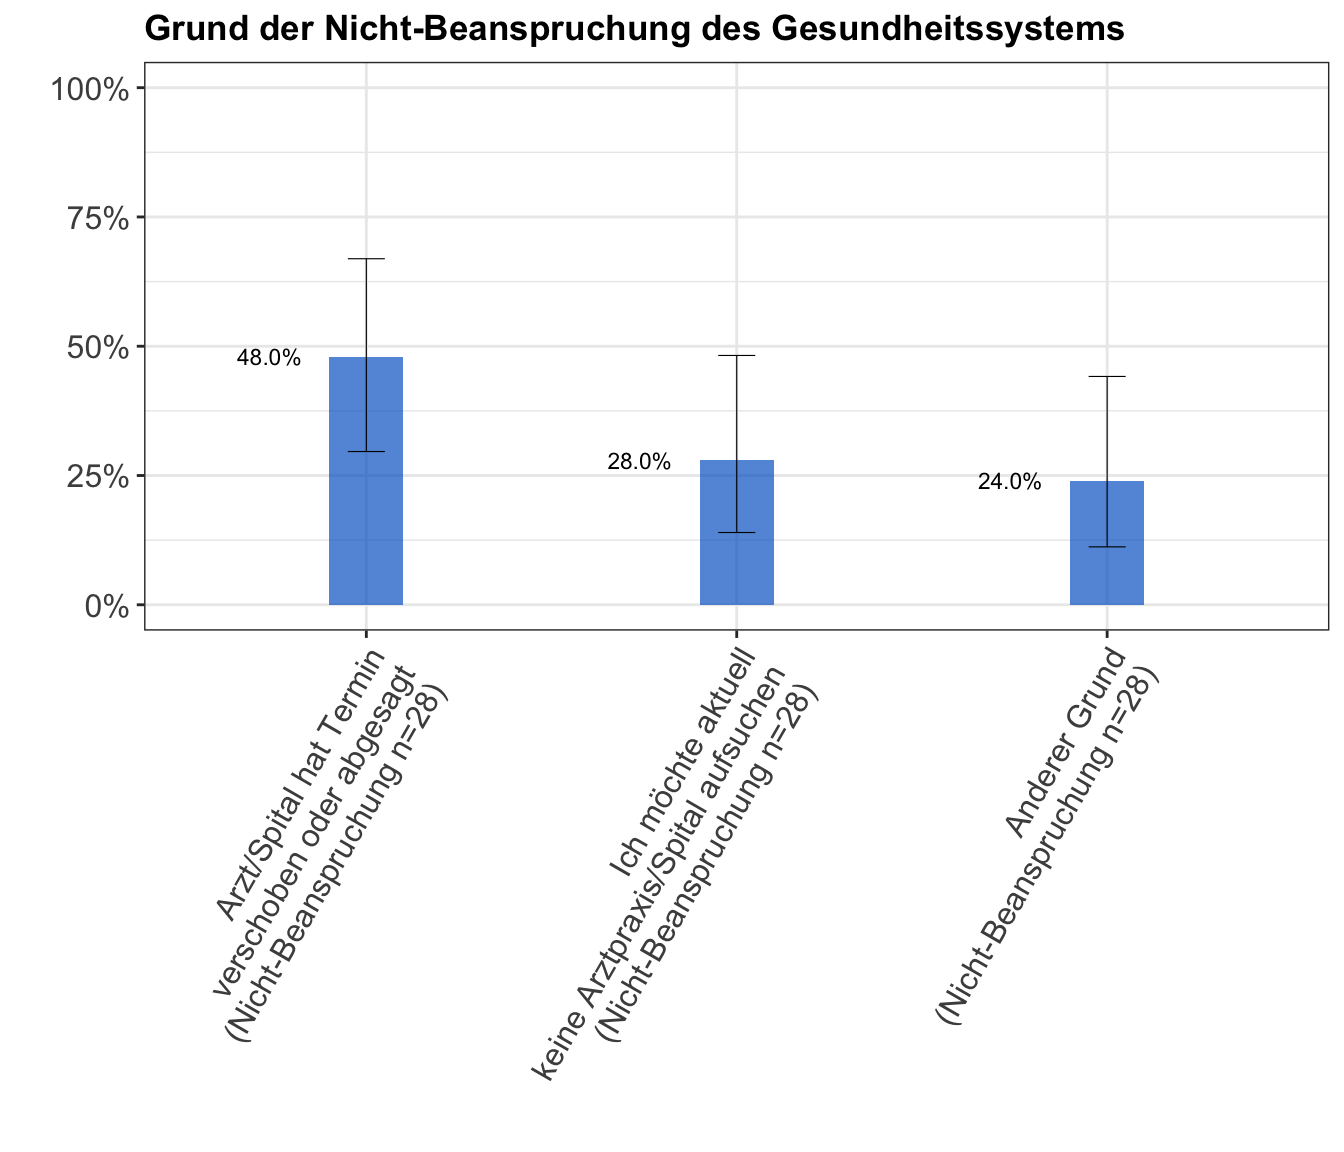 Grund der Nicht-Beanspruchung des Gesundheitssystems
100%
75%
50%
25%
0%
48.0%
28.0%
24.0%
Arzt/Spital hat Termin
verschoben oder abgesagt
(Nicht-Beanspruchung n=28)
Ich möchte aktuell
keine Arztpraxis/Spital aufsuchen
(Nicht-Beanspruchung n=28)
Anderer Grund
(Nicht-Beanspruchung n=28)